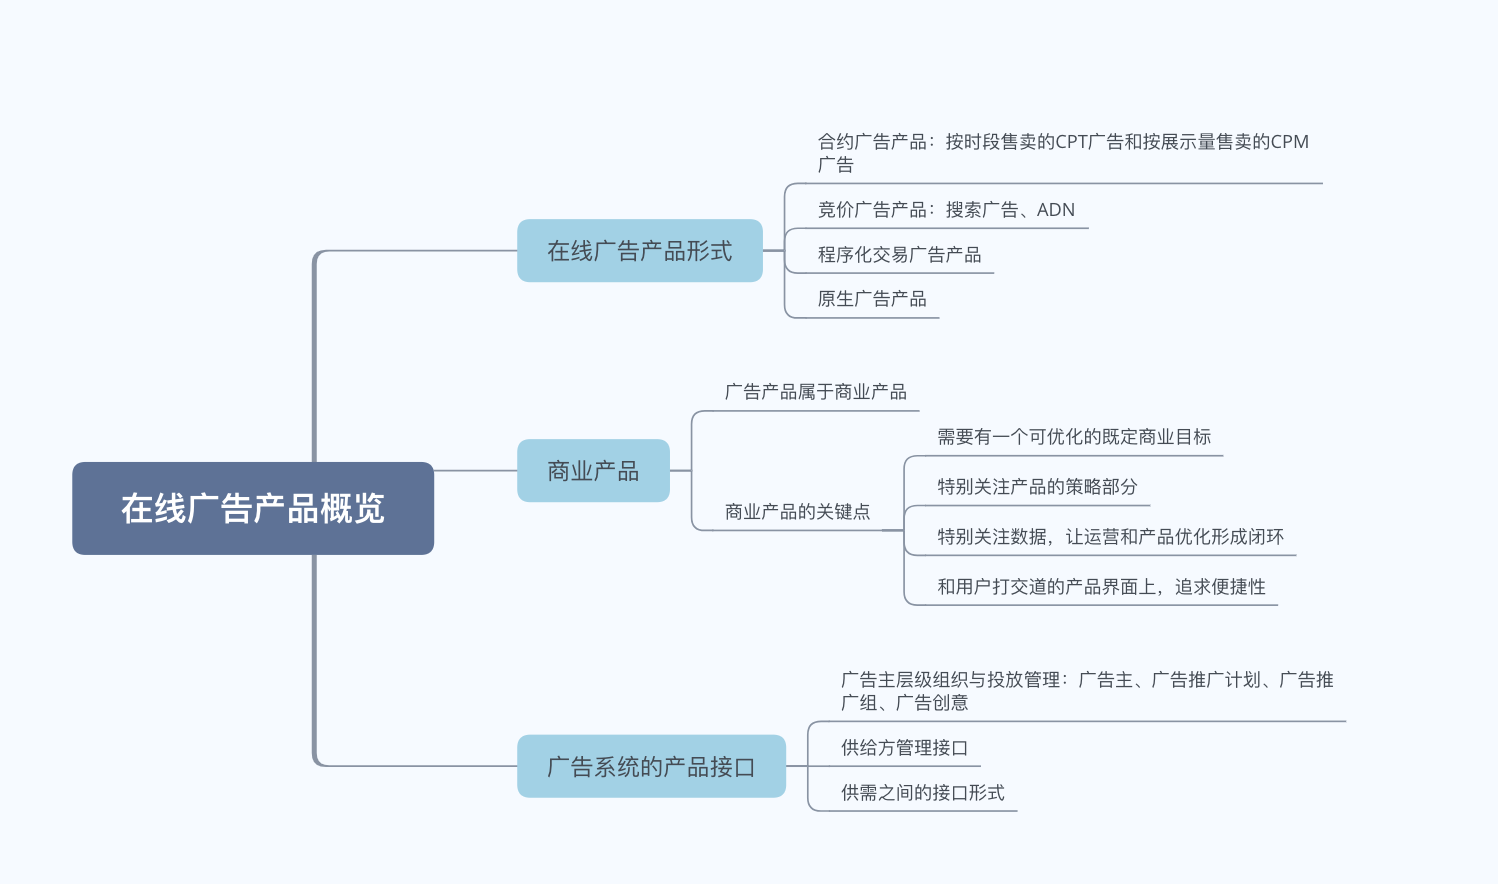 在线广告产品概览
在线广告产品形式
合约广告产品：按时段售卖的CPT广告和按展示量售卖的CPM
广告
竞价广告产品：搜索广告、ADN
程序化交易广告产品
原生广告产品
商业产品
广告产品属于商业产品
商业产品的关键点
需要有一个可优化的既定商业目标
特别关注产品的策略部分
特别关注数据，让运营和产品优化形成闭环
和用户打交道的产品界面上，追求便捷性
广告系统的产品接口
广告主层级组织与投放管理：广告主、广告推广计划、广告推
广组、广告创意
供给方管理接口
供需之间的接口形式